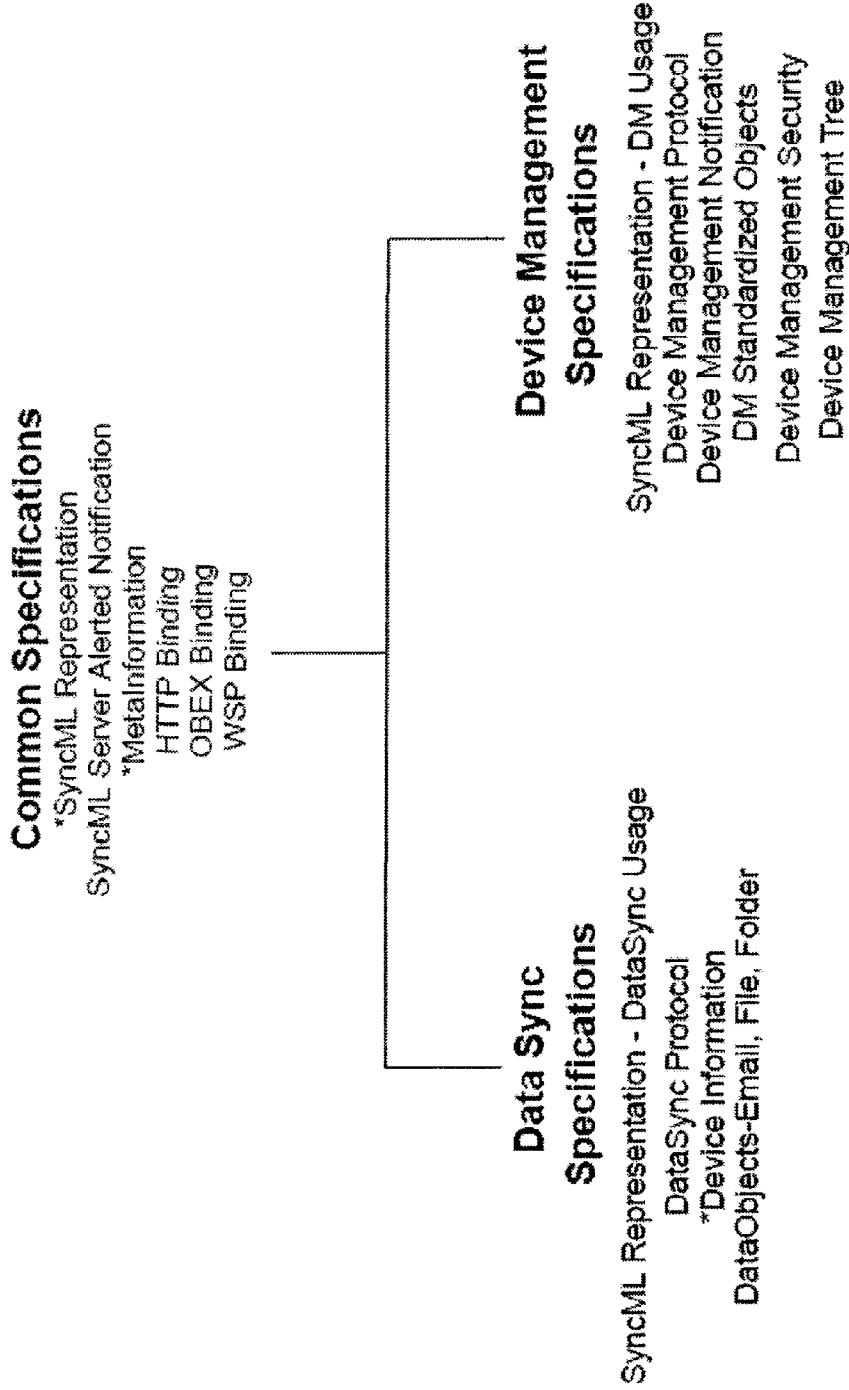 Common Specifications
*SyncML Representation
SyncML Server Alerted Notification
*MetaInformation
HTTP Binding
OBEX Binding
WSP Binding
Data Sync
Specifications
SyncML Representation - DataSync Usage
DataSync Protocol
*Device Information
DataObjects-Email, File, Folder
Device Management
Specifications
SyncML Representation - DM Usage
Device Management Protocol
Device Management Notification
DM Standardized Objects
Device Management Security
Device Management Tree